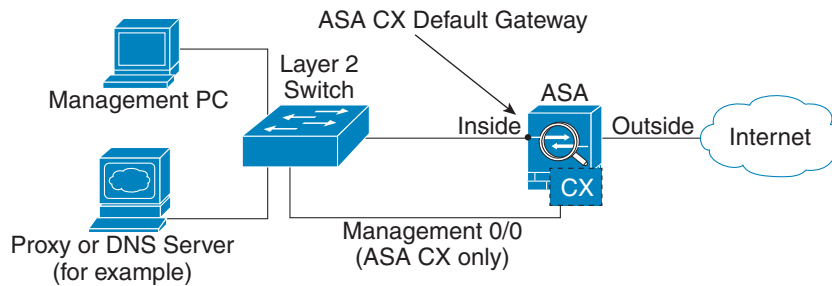 ASA CX Default Gateway
Management PC
Layer 2
Switch
Inside
ASA
Outside
Internet
CX
Proxy or DNS Server
(for example)
Management 0/0
(ASA CX only)